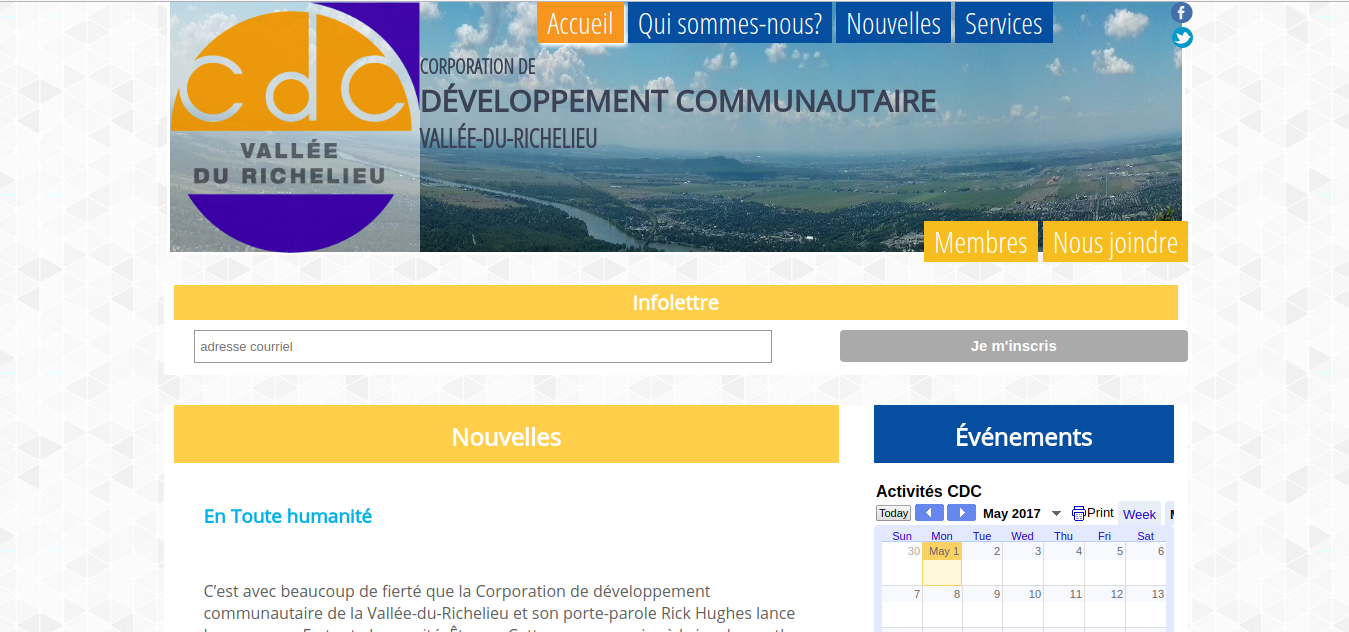 Accueil
Qui sommes-nous?
Nouvelles
Services
cdc
VALLÉE
DU RICHELIEU
CORPORATION DE
DÉVELOPPEMENT COMMUNAUTAIRE
VALLÉE-DU-RICHELIEU
Membres
Nous joindre
Infolettre
adresse courriel
Je m'inscris
Nouvelles
En Toute humanité
C'est avec beaucoup de fierté que la Corporation de développement
communautaire de la Vallée-du-Richelieu et son porte-parole Rick Hughes lance
Événements
Activités CDC
Today
May 2017
Print
Week
Sun Mon Tue Wed Thu Fri Sat
30 May 1 2 3 4 5 6
7 8 9 10 11 12 13